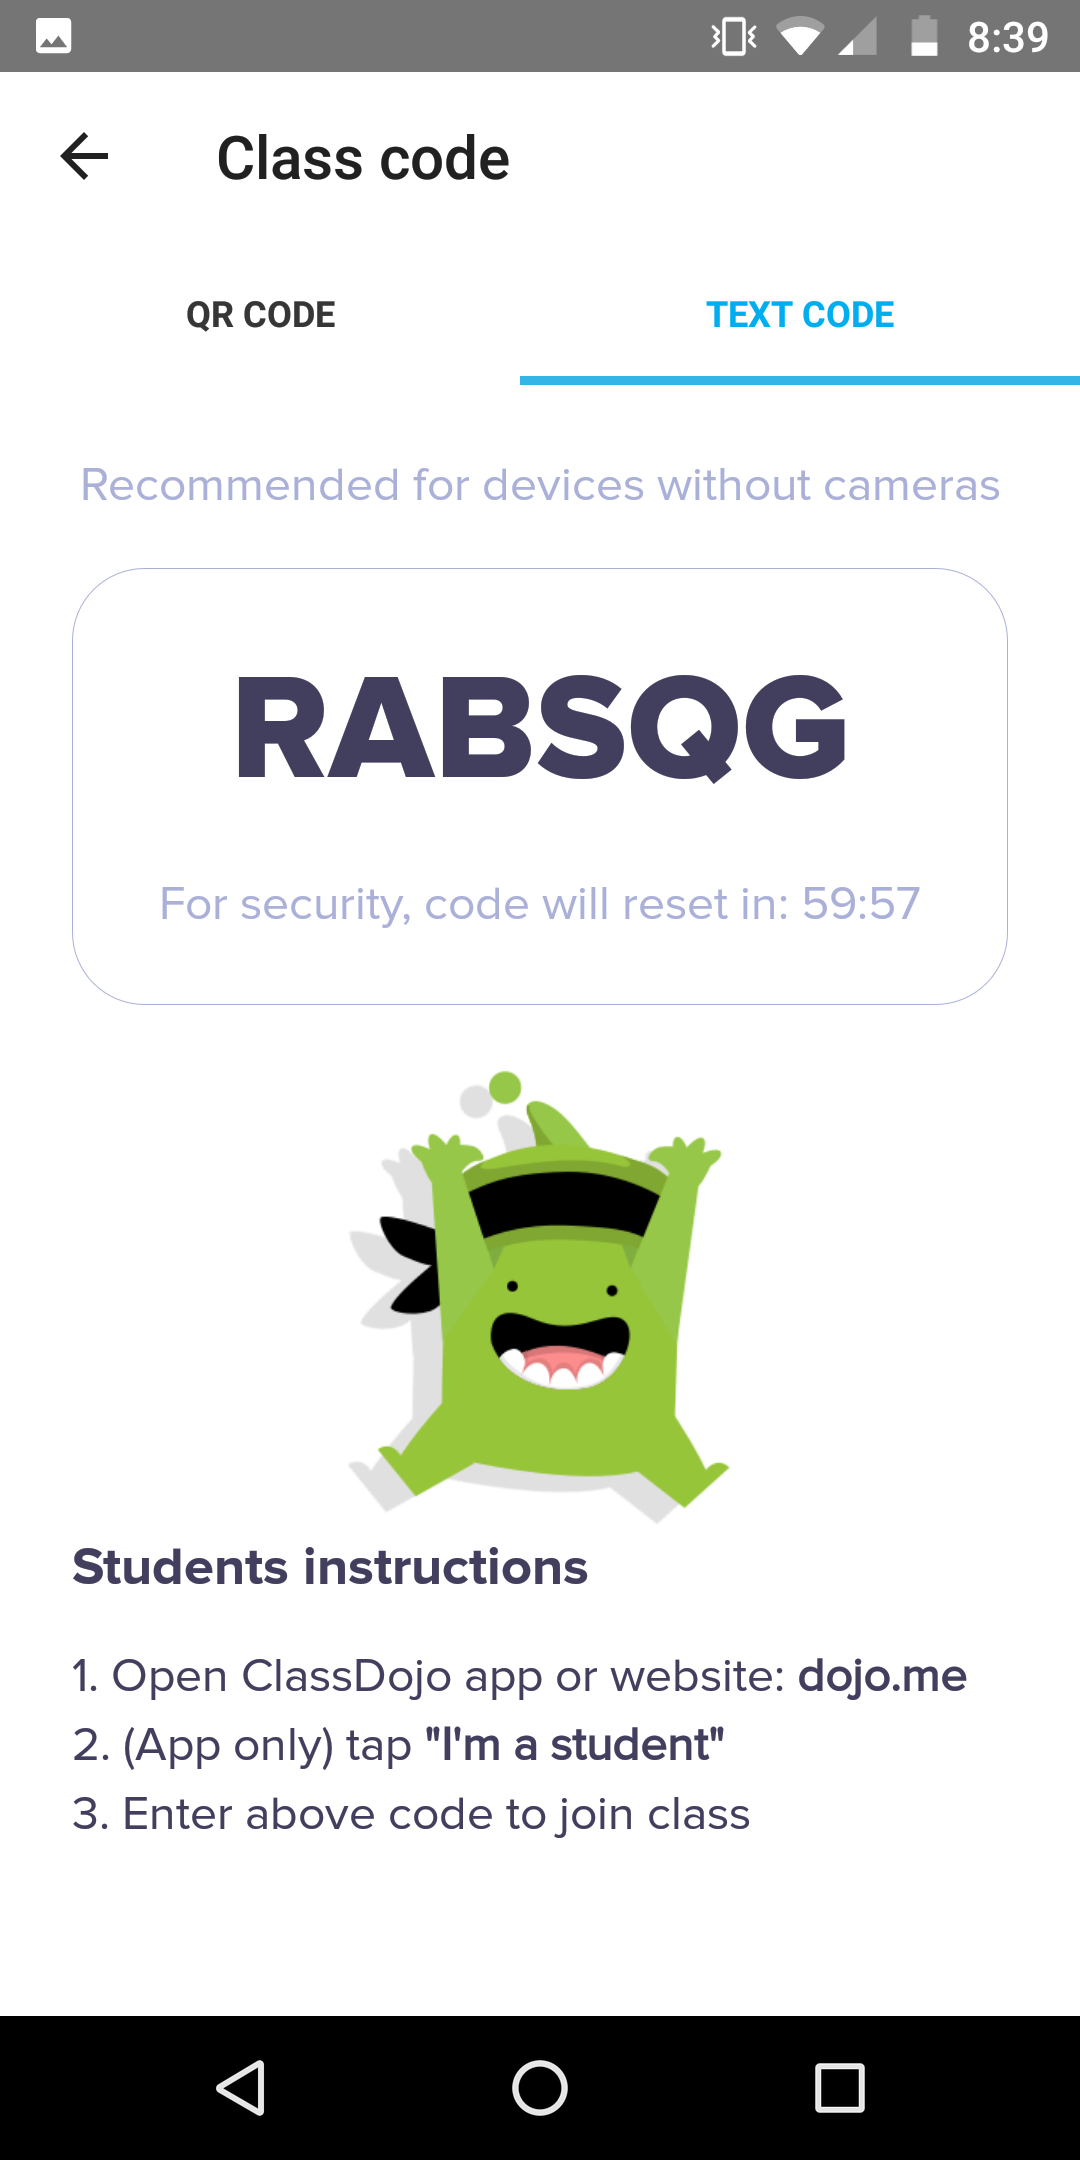 8:39
Class code
QR CODE
TEXT CODE
Recommended for devices without cameras
RABSQG
For security, code will reset in: 59:57
Students instructions
1. Open ClassDojo app or website: dojo.me
2. (App only) tap "I'm a student"
3. Enter above code to join class